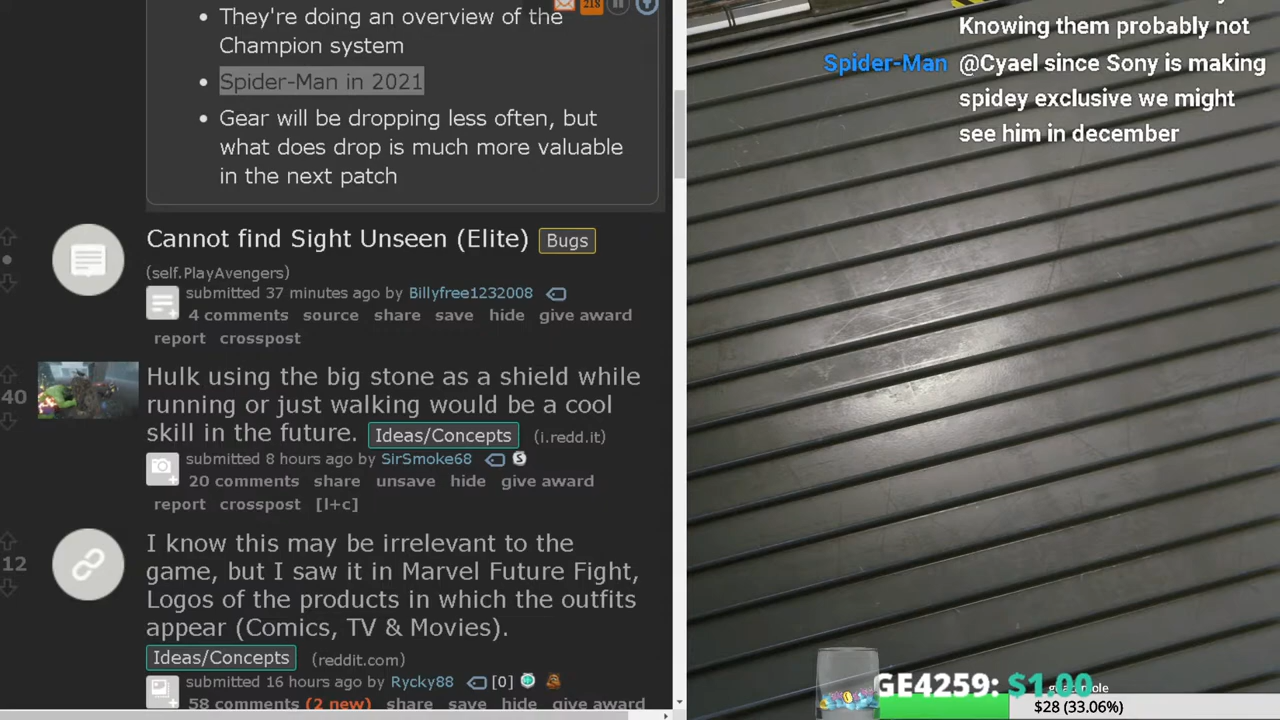 218
They're doing an overview of the
Champion system
Spider-Man in 2021
Gear will be dropping less often, but
what does drop is much more valuable
in the next patch
Cannot find Sight Unseen (Elite) Bugs
(self.PlayAvengers)
submitted 37 minutes ago by Billyfree1232008
4 comments source share save hide give award
report crosspost
40
Hulk using the big stone as a shield while
running or just walking would be a cool
skill in the future. Ideas/Concepts (i.redd.it)
submitted 8 hours ago by SirSmoke68 S
20 comments share unsave hide give award
report crosspost [l+c]
12
I know this may be irrelevant to the
game, but I saw it in Marvel Future Fight,
Logos of the products in which the outfits
appear (Comics, TV & Movies).
Ideas/Concepts (reddit.com)
submitted 16 hours ago by Rycky88 [0]
58 comments (2 new) share save hide give award
Knowing them probably not
Spider-Man @Cyael since Sony is making
spidey exclusive we might
see him in december
GE4259: $1.00
$28 (33.06%)